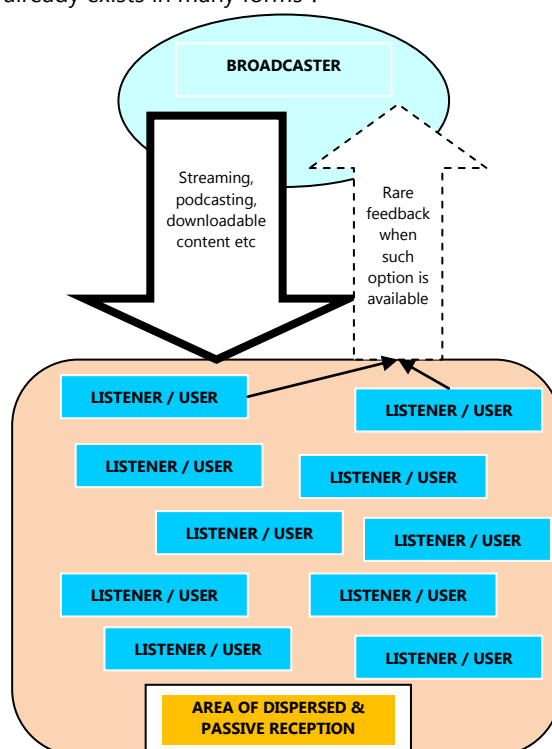 already exists in many forms .
BROADCASTER
Streaming,
podcasting,
downloadable
content etc
Rare
feedback
when
such
option is
available
LISTENER / USER
LISTENER / USER
LISTENER / USER
LISTENER / USER
LISTENER / USER
LISTENER / USER
LISTENER / USER
LISTENER / USER
LISTENER / USER
LISTENER / USER
AREA OF DISPERSED &
PASSIVE RECEPTION